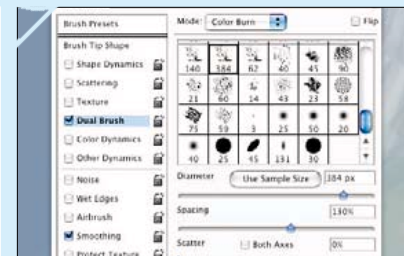 Brush Presets
Mode: Color Burn Flip
Brush Tip Shape
Shape Dynamics
Scattering
Texture
Dual Brush
Color Dynamics
Other Dynamics
Noise
Wet Edges
Airbrush
Smoothing
Protect Texture
140 384 62 40 45 90
21 60 14 43 23 58
75 59 3 25 50 20
40 25 45 131 30
Diameter Use Sample Size 384 px
Spacing 130%
Scatter Both Axes 0%